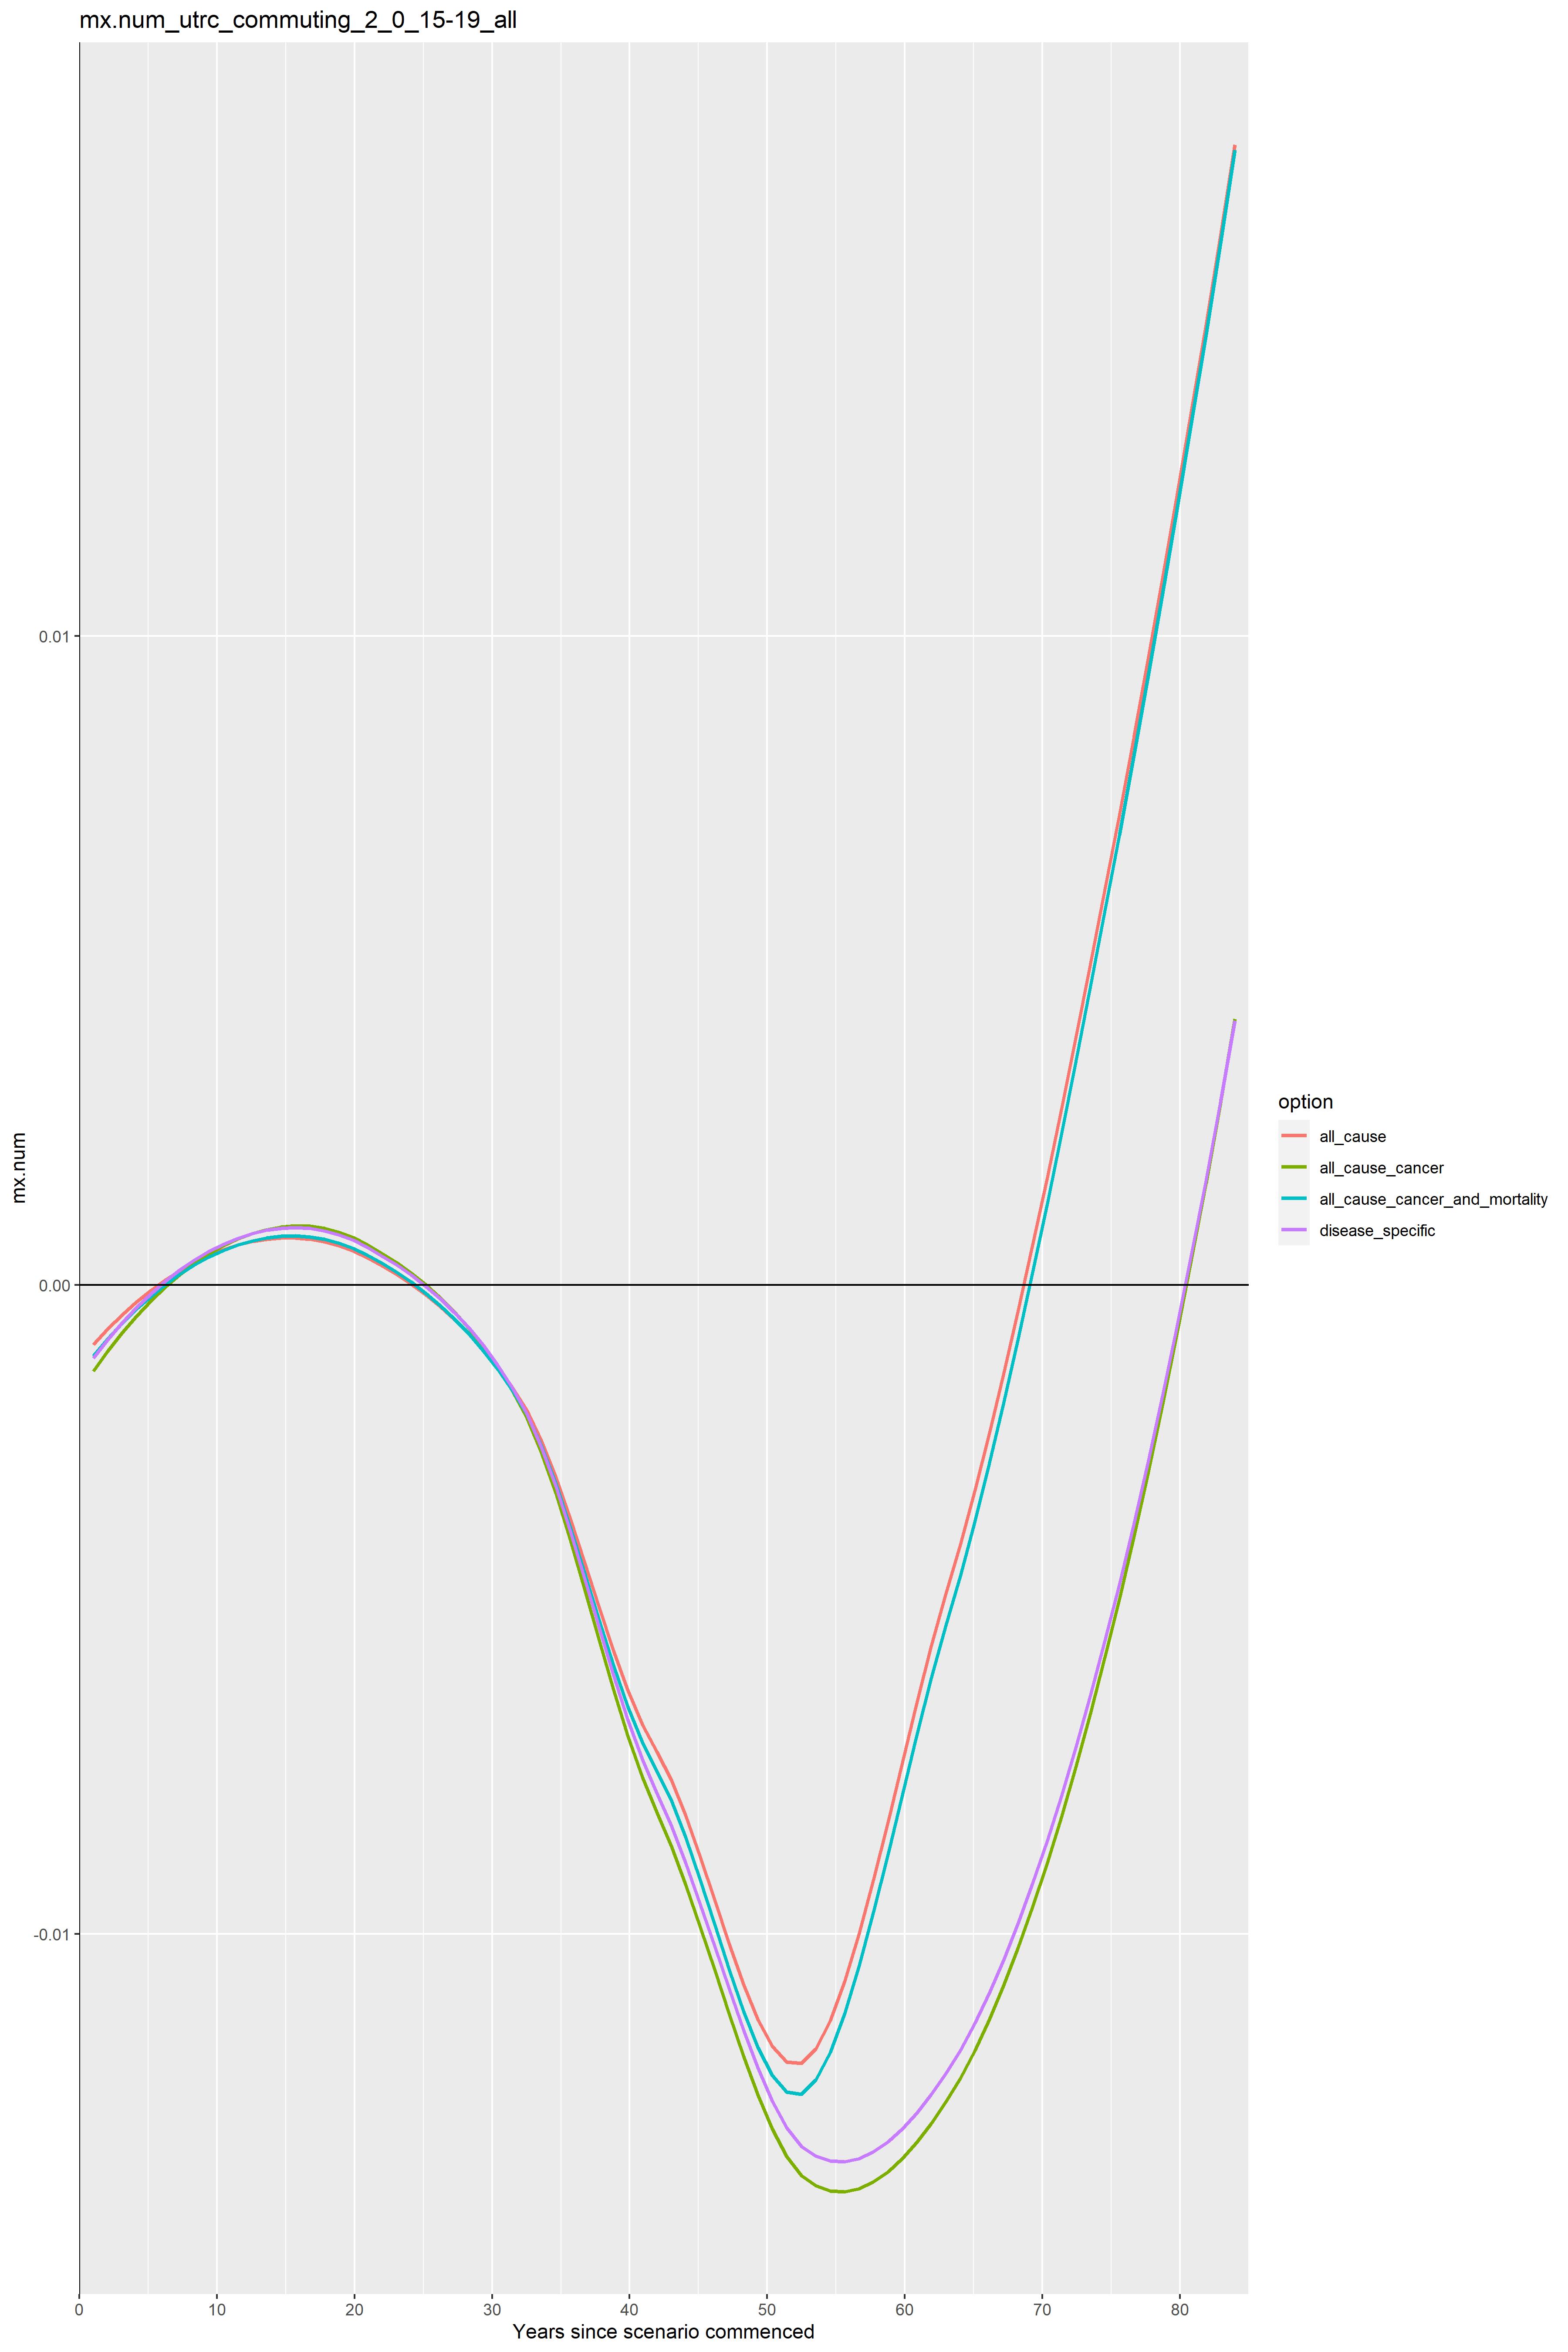 mx.num_utrc_commuting_2_0_15-19_all
mx.num
0.01
0.00
-0.01
0 10 20 30 40 50 60 70 80
Years since scenario commenced
option
all_cause
all_cause_cancer
all_cause_cancer_and_mortality
disease_specific